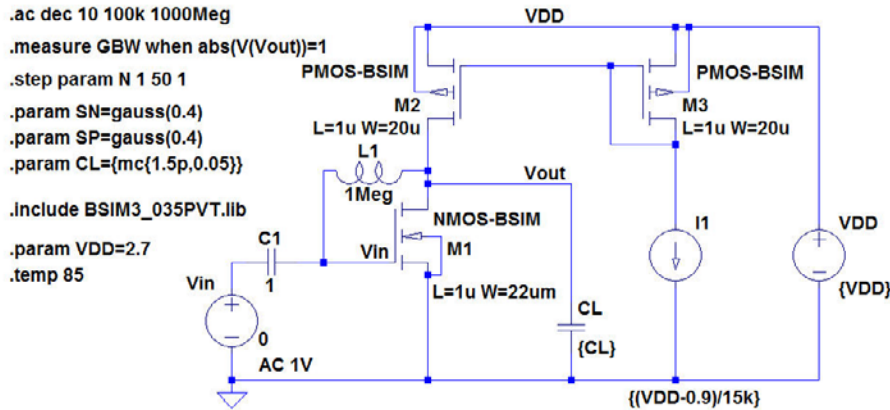 .ac dec 10 100k 1000Meg
.measure GBW when abs(V(Vout))=1
.step param N 1 50 1
.param SN=gauss(0.4)
.param SP=gauss(0.4)
.param CL={mc{1.5p,0.05}}
.include BSIM3_035PVT.lib
.param VDD=2.7
.temp 85
VDD
PMOS-BSIM
M2
L=1u W=20u
PMOS-BSIM
M3
L=1u W=20u
L1
1Meg
Vout
NMOS-BSIM
M1
L=1u W=22um
Vin
C1
1
Vin
0
AC 1V
CL
{CL}
I1
{(VDD-0.9)/15k}
VDD
{VDD}